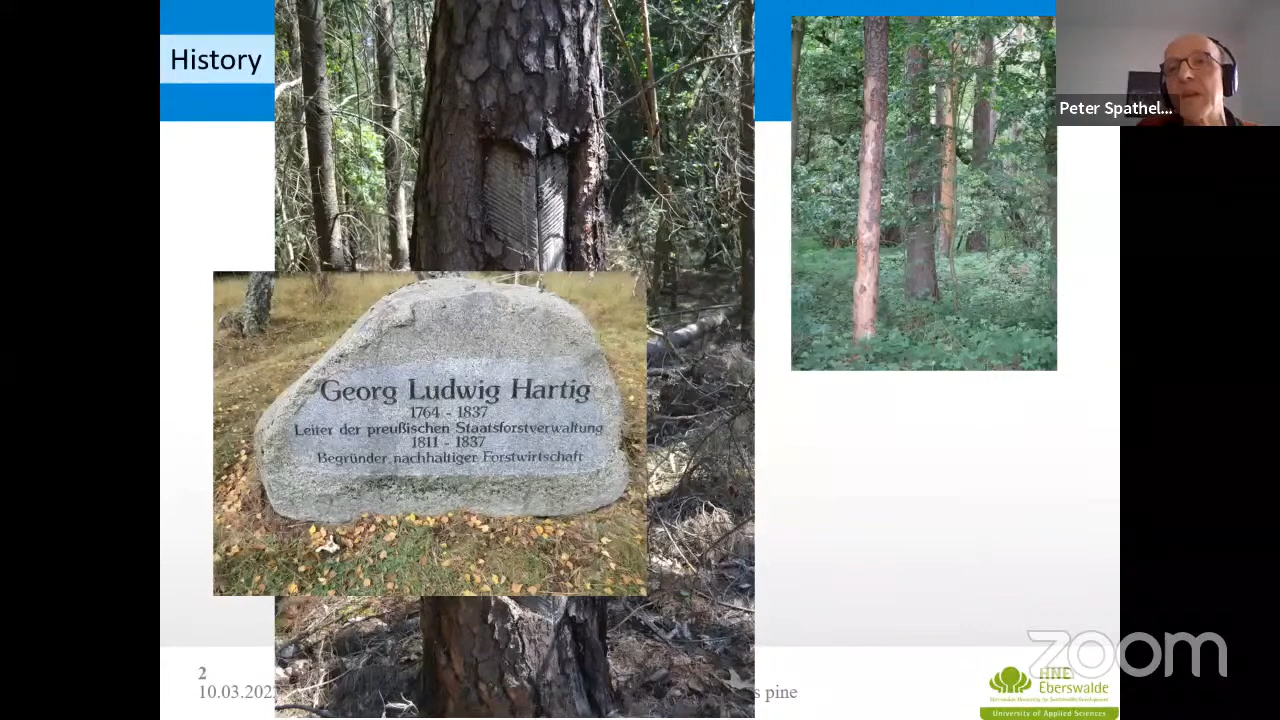 History
Peter Spathel...
Georg Ludwig Hartig
1764 - 1837
Leiter der preußischen Staatsforstverwaltung
1811 - 1837
Begründer nachhaltiger Forstwirtschaft
2
10.03.202
s pine
zoom
HNE
Eberswalde
University of Applied Sciences